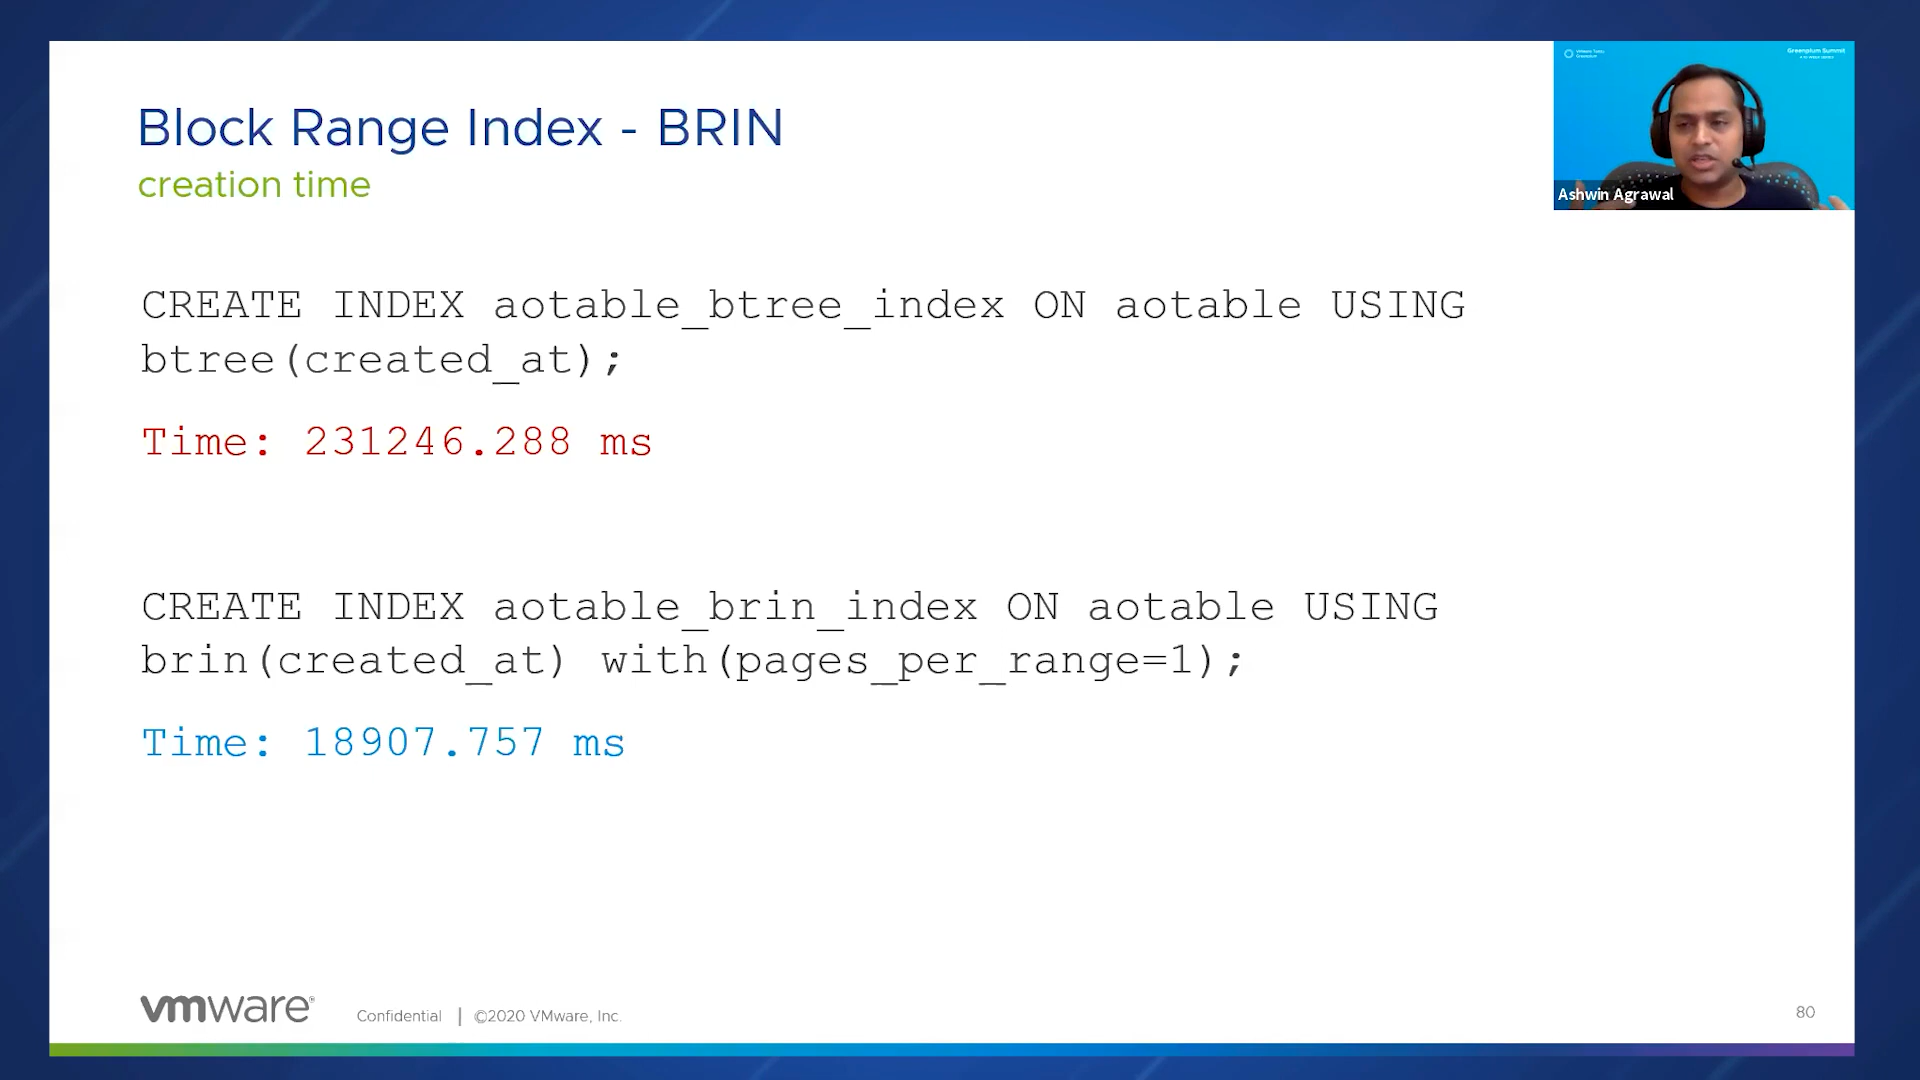 Block Range Index - BRIN
creation time
CREATE INDEX aotable_btree_index ON aotable USING
btree(created_at);
Time: 231246.288 ms
CREATE INDEX aotable_brin_index ON aotable USING
brin(created_at) with(pages_per_range=1);
Time: 18907.757 ms
Greenplum Summit
Ashwin Agrawal
vmware®
Confidential | ©2020 VMware, Inc.
80